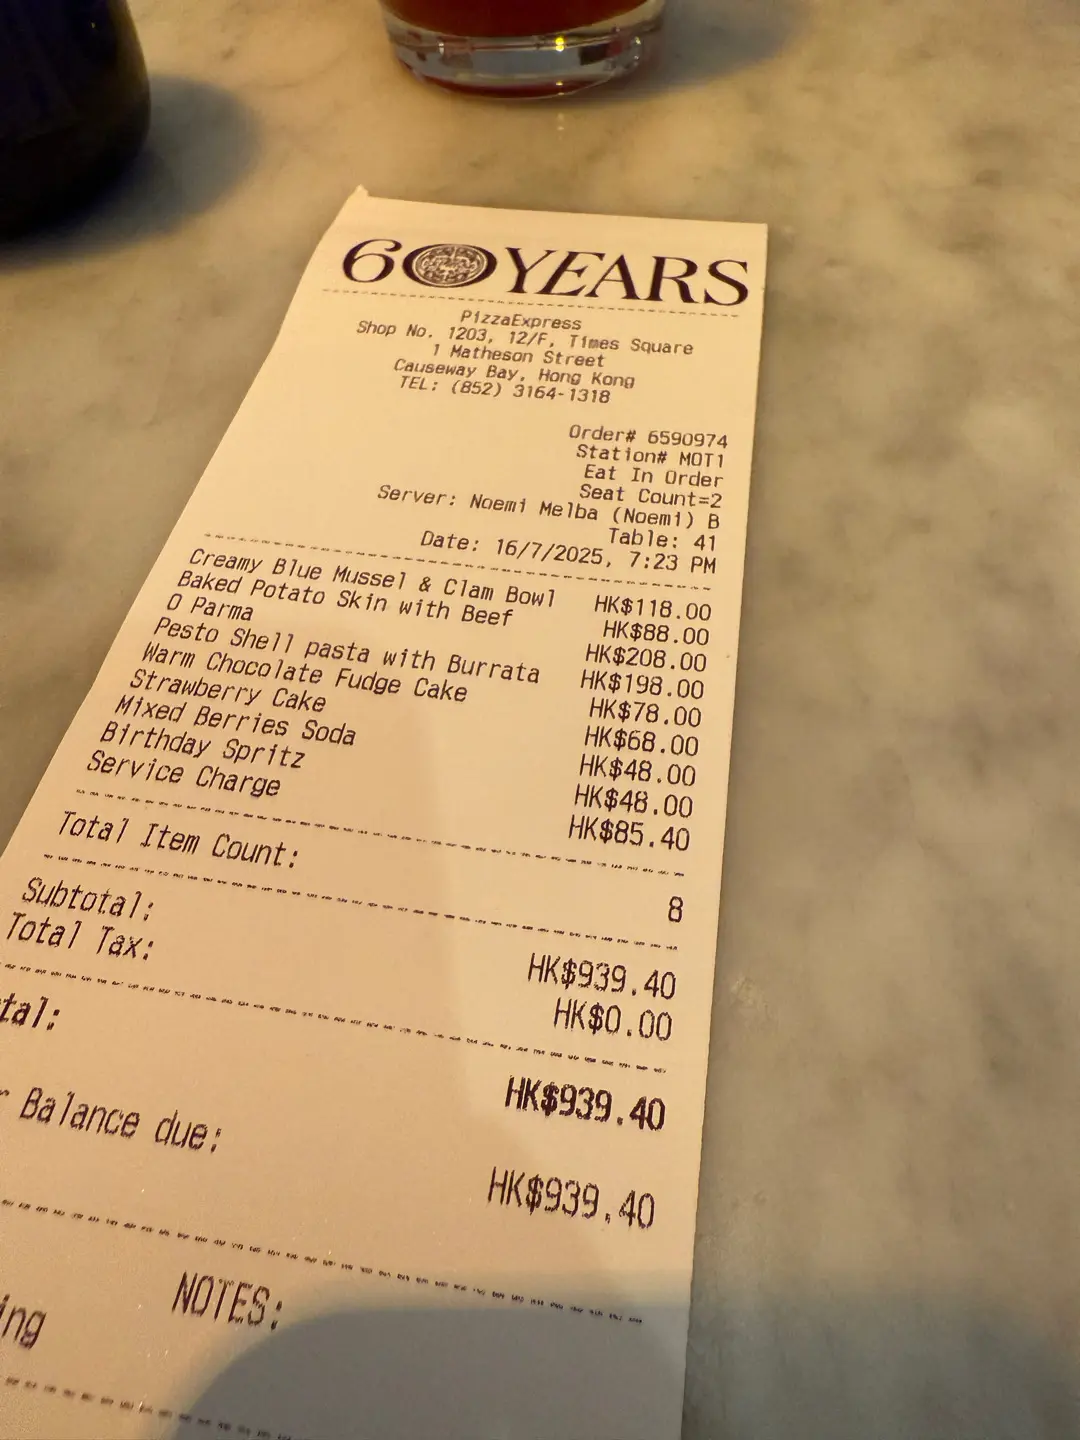 60 YEARS
PizzaExpress
Shop No. 1203, 12/F, Times Square
1 Matheson Street
Causeway Bay, Hong Kong
TEL: (852) 3164-1318
Order# 6590974
Station# MOT1
Eat In Order
Seat Count=2
Server: Noemi Melba (Noemi) B
Table: 41
Date: 16/7/2025, 7:23 PM
Creamy Blue Mussel & Clam Bowl HK$118.00
Baked Potato Skin with Beef HK$88.00
O Parma HK$208.00
Pesto Shell pasta with Burrata HK$198.00
Warm Chocolate Fudge Cake HK$78.00
Strawberry Cake HK$68.00
Mixed Berries Soda HK$48.00
Birthday Spritz HK$48.00
Service Charge HK$85.40
Total Item Count: 8
Subtotal: HK$939.40
Total Tax: HK$0.00
tal: HK$939.40
r Balance due: HK$939.40
NOTES:
ing